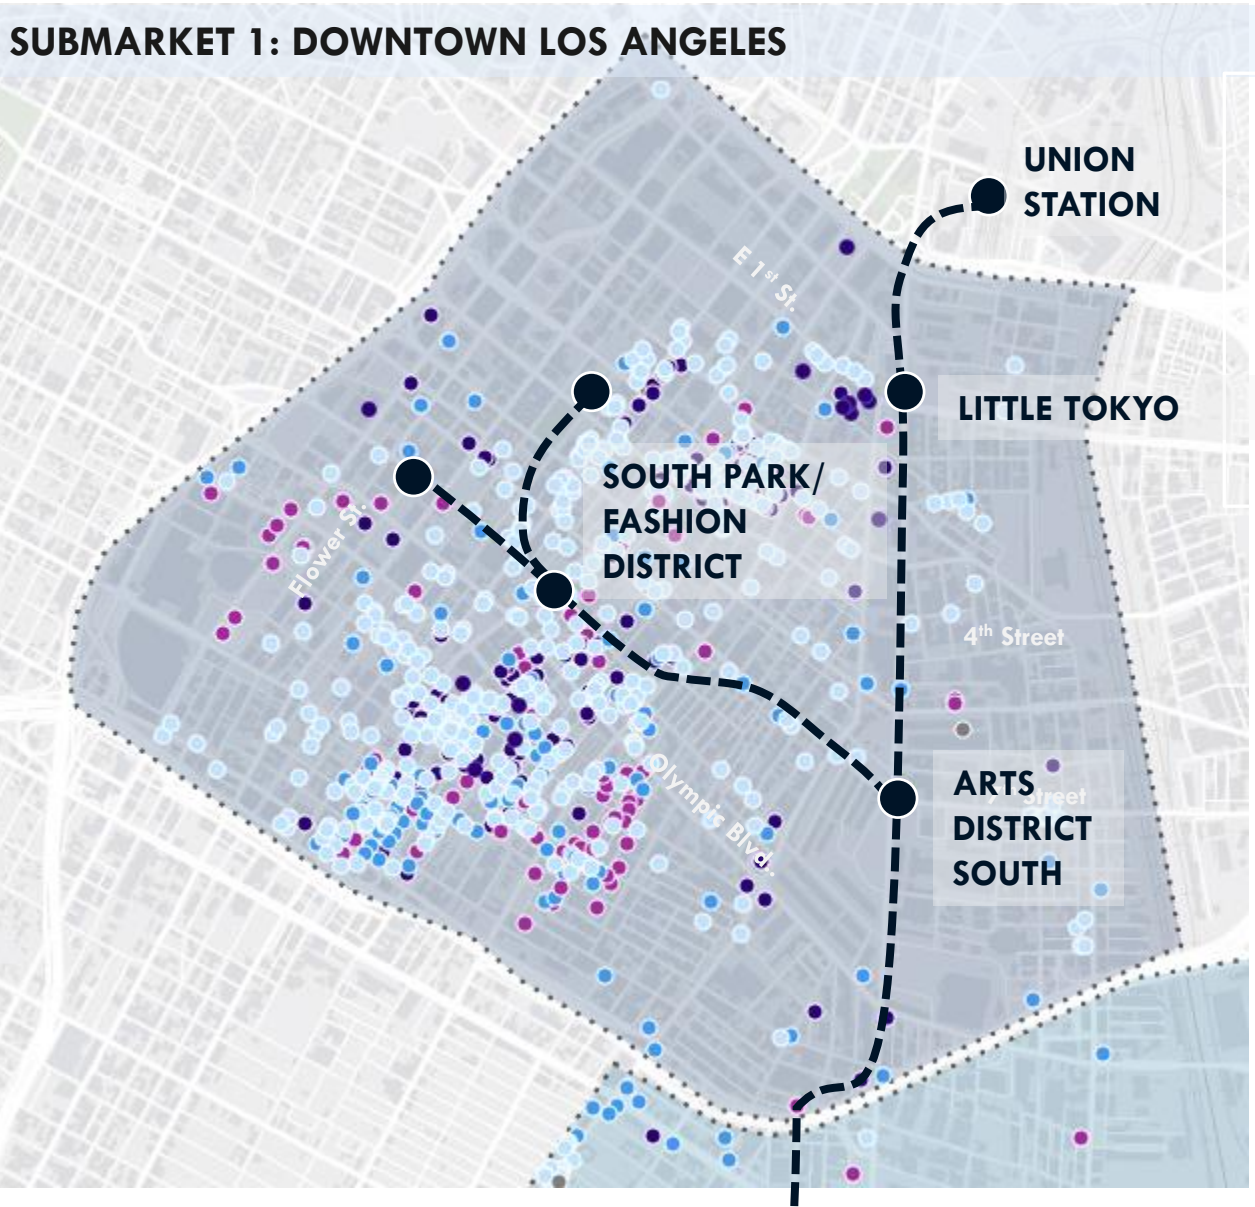 SUBMARKET 1: DOWNTOWN LOS ANGELES
UNION
STATION
E 1st St.
LITTLE TOKYO
SOUTH PARK/
FASHION
DISTRICT
Flower St.
4th Street
Olympic Blvd.
ARTS
Street
DISTRICT
SOUTH